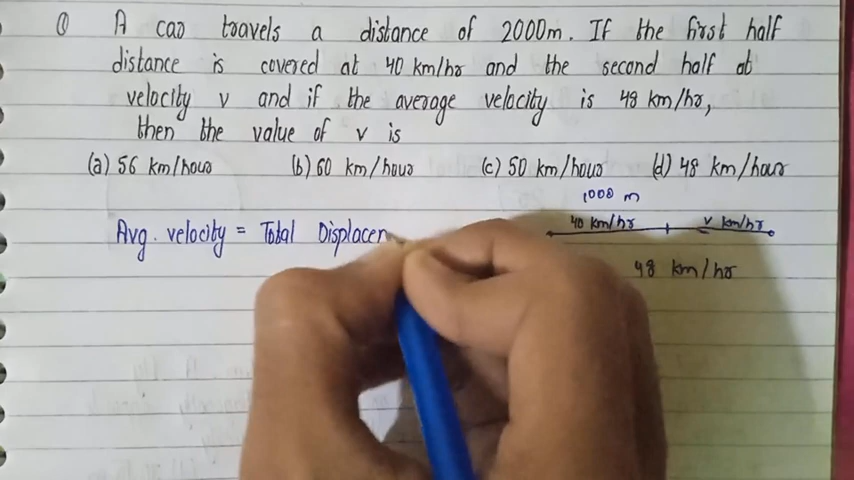 Q A car travels a distance of 2000m. If the first half
distance is covered at 40 km/hr and the second half at
velocity v and if the average velocity is 48 km/hr,
then the value of v is
(a) 56 km/hour (b) 60 km/hour (c) 50 km/hour (d) 48 km/hour
1000 m
40 km/hr v km/hr
Avg. velocity = Total Displacem
48 km/hr